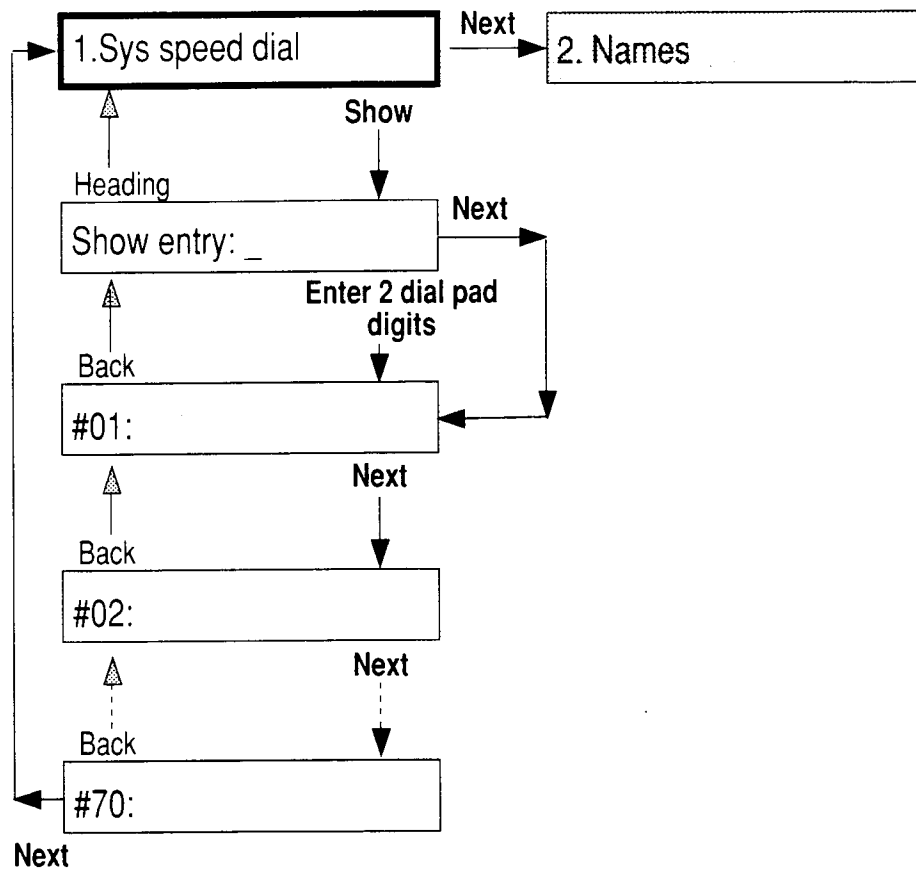 1.Sys speed dial
Next
2. Names
Show
Heading
Show entry: _
Next
Enter 2 dial pad
digits
Back
#01:
Next
Back
#02:
Next
Back
#70:
Next